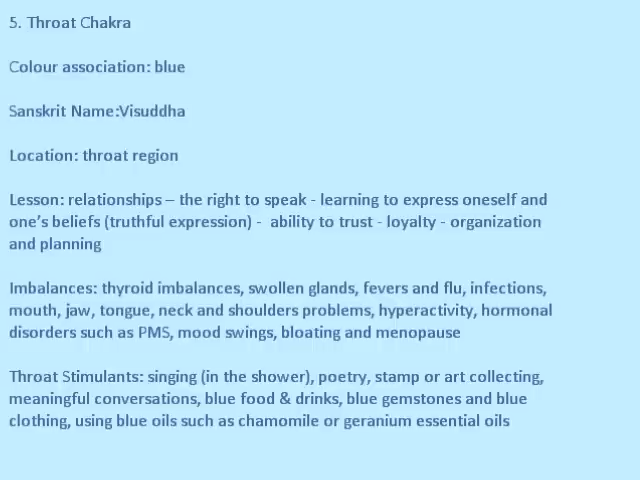 5. Throat Chakra
Colour association: blue
Sanskrit Name:Visuddha
Location: throat region
Lesson: relationships – the right to speak - learning to express oneself and
one's beliefs (truthful expression) -  ability to trust - loyalty - organization
and planning
Imbalances: thyroid imbalances, swollen glands, fevers and flu, infections,
mouth, jaw, tongue, neck and shoulders problems, hyperactivity, hormonal
disorders such as PMS, mood swings, bloating and menopause
Throat Stimulants: singing (in the shower), poetry, stamp or art collecting,
meaningful conversations, blue food & drinks, blue gemstones and blue
clothing, using blue oils such as chamomile or geranium essential oils